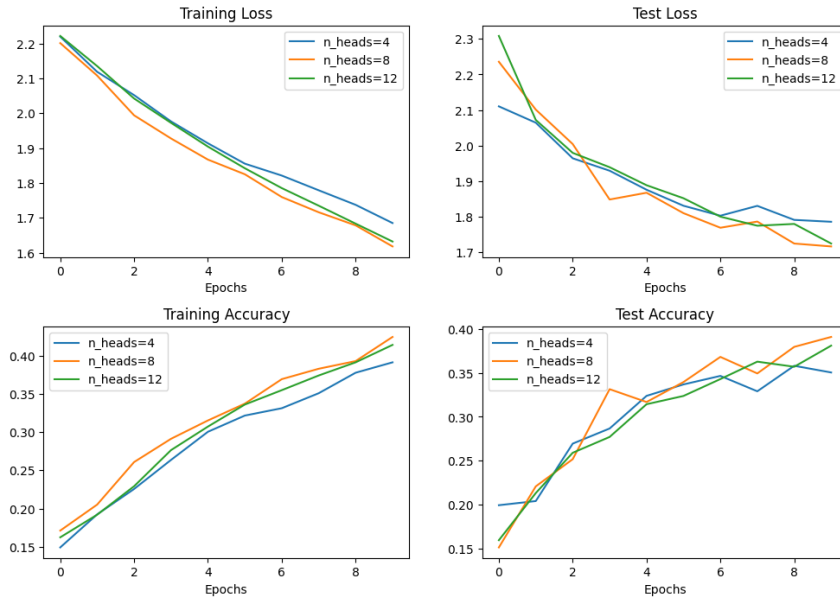 Training Loss
2.2
2.1
2.0
1.9
1.8
1.7
1.6
n_heads=4
n_heads=8
n_heads=12
0 2 4 6 8
Epochs
Test Loss
2.3
2.2
2.1
2.0
1.9
1.8
1.7
n_heads=4
n_heads=8
n_heads=12
0 2 4 6 8
Epochs
Training Accuracy
0.40
0.35
0.30
0.25
0.20
0.15
n_heads=4
n_heads=8
n_heads=12
0 2 4 6 8
Epochs
Test Accuracy
0.40
0.35
0.30
0.25
0.20
0.15
n_heads=4
n_heads=8
n_heads=12
0 2 4 6 8
Epochs